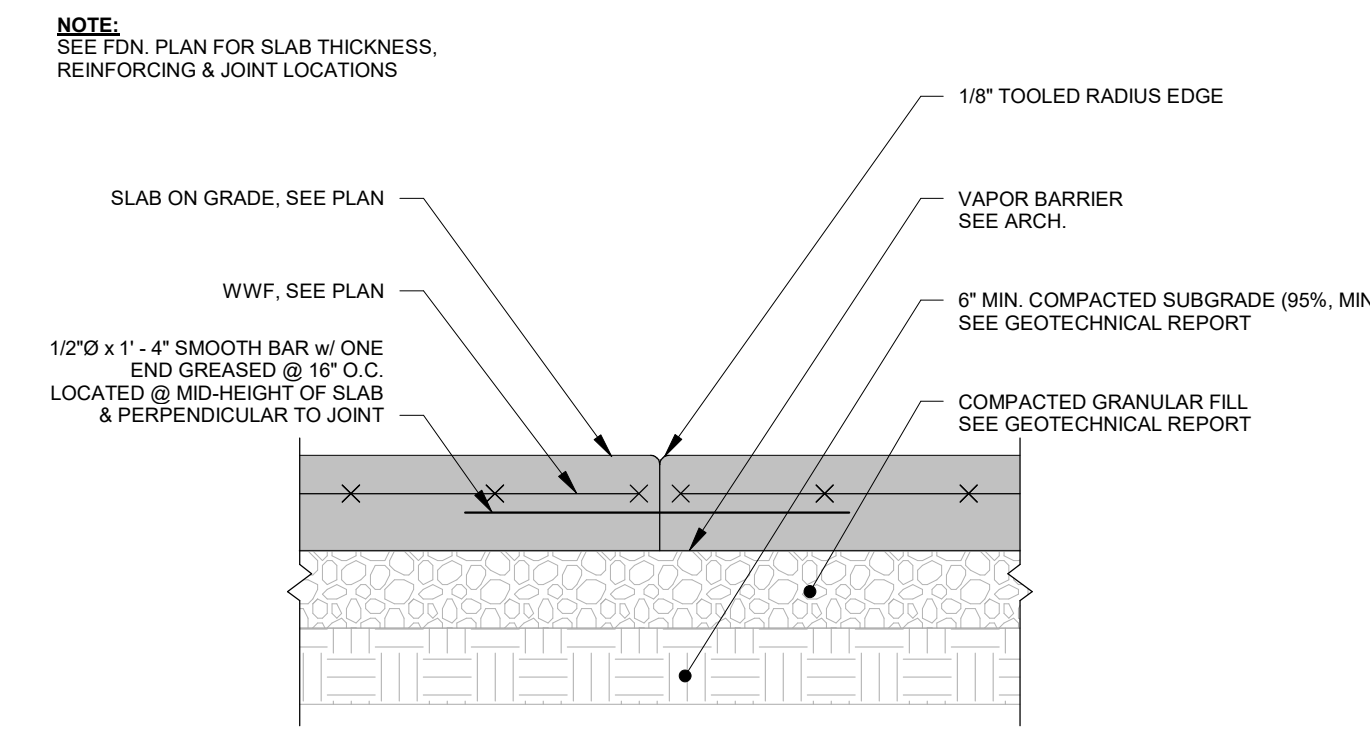 NOTE:
SEE FDN. PLAN FOR SLAB THICKNESS,
REINFORCING & JOINT LOCATIONS
1/8" TOOLED RADIUS EDGE
SLAB ON GRADE, SEE PLAN
VAPOR BARRIER
SEE ARCH.
WWF, SEE PLAN
6" MIN. COMPACTED SUBGRADE (95%, MIN
SEE GEOTECHNICAL REPORT
1/2"Ø x 1' - 4" SMOOTH BAR w/ ONE
END GREASED @ 16" O.C.
LOCATED @ MID-HEIGHT OF SLAB
& PERPENDICULAR TO JOINT
COMPACTED GRANULAR FILL
SEE GEOTECHNICAL REPORT